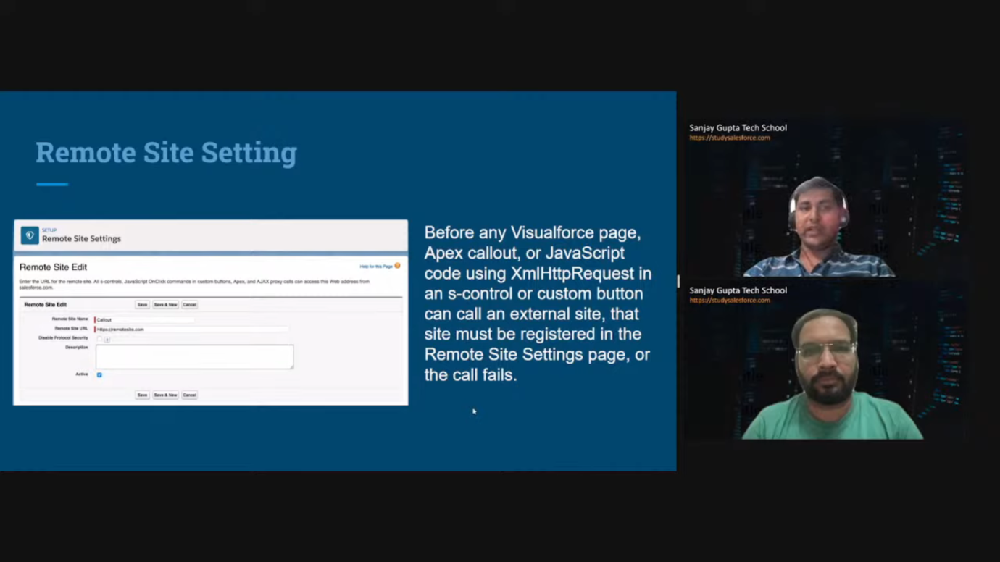 Remote Site Setting
SETUP
Remote Site Settings
Remote Site Edit
Help for this Page
Enter the URL for the remote site. All s-controls, JavaScript OnClick commands in custom buttons, Apex, and AJAX proxy calls can access this Web address from
salesforce.com.
Remote Site Edit
Save
Save & New
Cancel
Remote Site Name
Callout
Remote Site URL
https://remotesite.com
Disable Protocol Security
Description
Active
Save
Save & New
Cancel
Before any Visualforce page,
Apex callout, or JavaScript
code using XmlHttpRequest in
an s-control or custom button
can call an external site, that
site must be registered in the
Remote Site Settings page, or
the call fails.
Sanjay Gupta Tech School
https://studysalesforce.com
Sanjay Gupta Tech School
https://studysalesforce.com